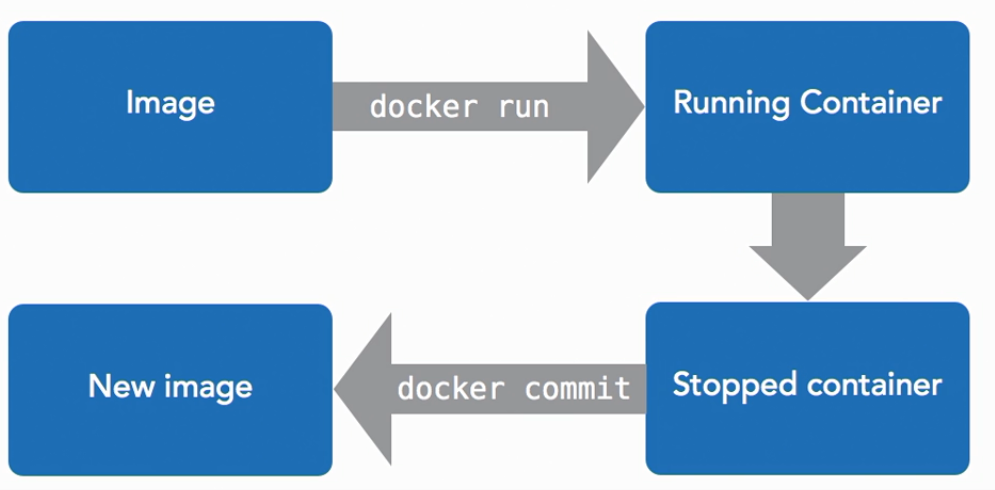 Image
docker run
Running Container
Stopped container
docker commit
New image